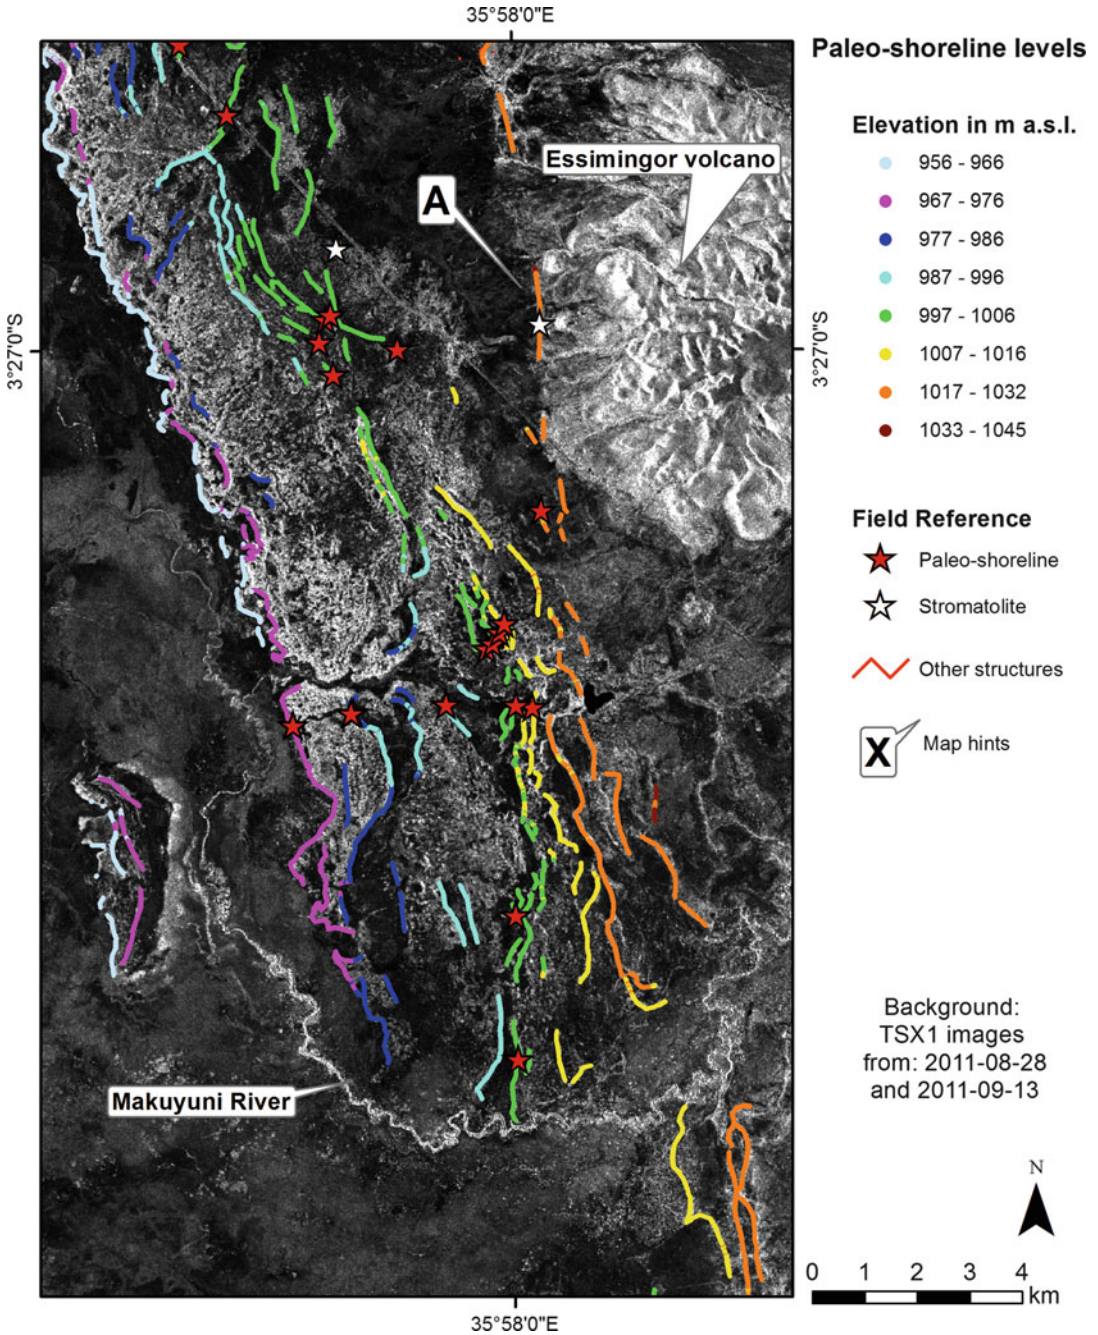 35°58'0"E
Paleo-shoreline levels
Elevation in m a.s.l.
956 - 966
967 - 976
977 - 986
987 - 996
997 - 1006
1007 - 1016
1017 - 1032
1033 - 1045
Essimingor volcano
A
3°27'0"S
3°27'0"S
Field Reference
Paleo-shoreline
Stromatolite
Other structures
X
Map hints
Background:
TSX1 images
from: 2011-08-28
and 2011-09-13
Makuyuni River
N
0 1 2 3 4
km
35°58'0"E